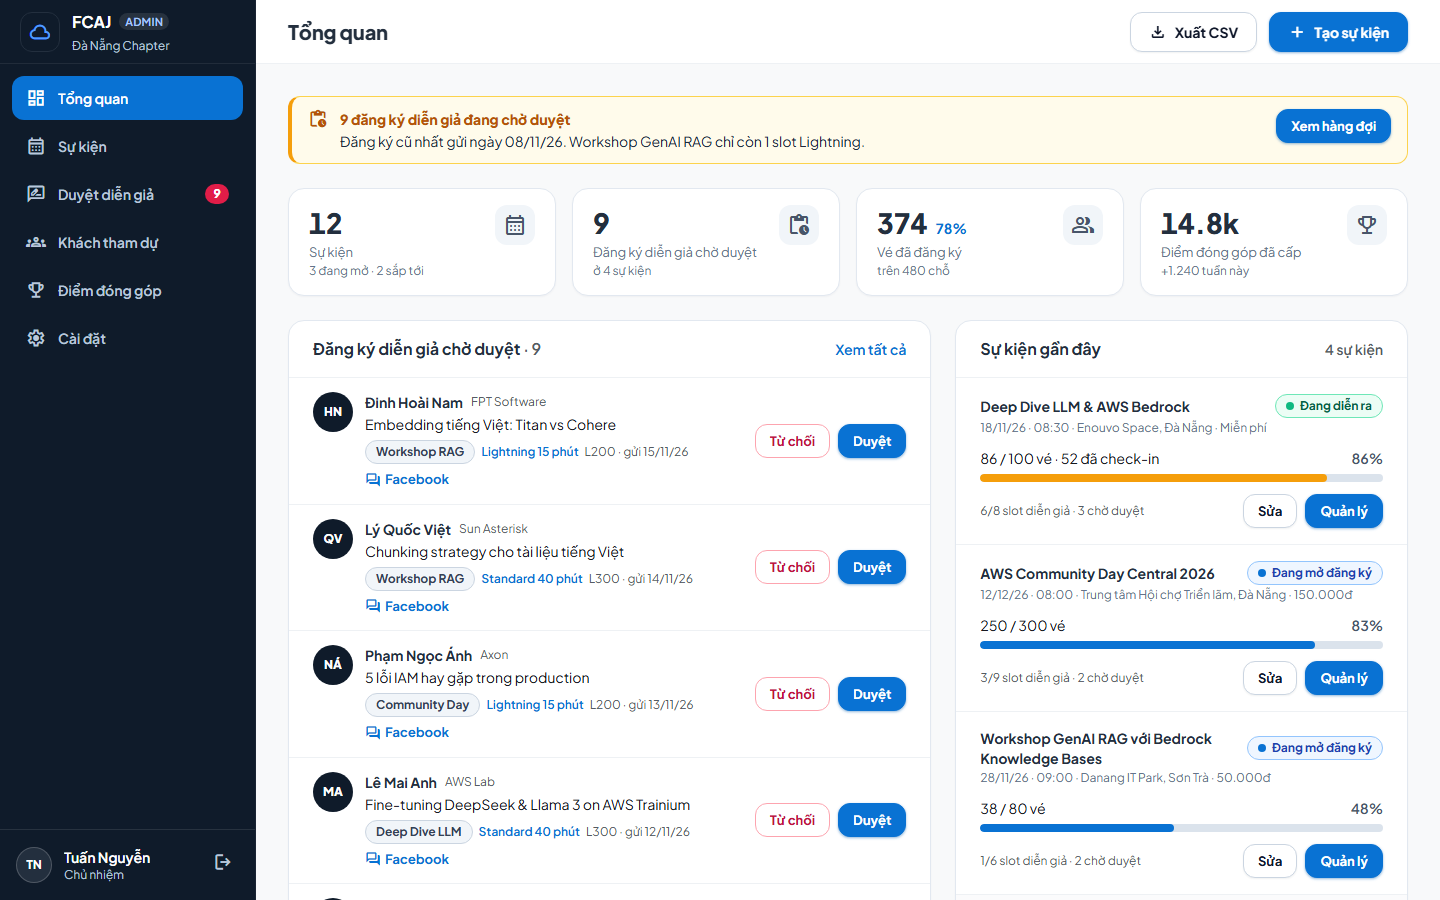 FCAJ ADMIN
Đà Nẵng Chapter
Tổng quan
Sự kiện
Duyệt diễn giả 9
Khách tham dự
Điểm đóng góp
Cài đặt
TN
Tuấn Nguyễn
Chủ nhiệm
Tổng quan
Xuất CSV
Tạo sự kiện
9 đăng ký diễn giả đang chờ duyệt
Đăng ký cũ nhất gửi ngày 08/11/26. Workshop GenAI RAG chỉ còn 1 slot Lightning.
Xem hàng đợi
12
Sự kiện
3 đang mở · 2 sắp tới
9
Đăng ký diễn giả chờ duyệt
ở 4 sự kiện
374 78%
Vé đã đăng ký
trên 480 chỗ
14.8k
Điểm đóng góp đã cấp
+1.240 tuần này
Đăng ký diễn giả chờ duyệt · 9
Xem tất cả
HN
Đinh Hoài Nam FPT Software
Embedding tiếng Việt: Titan vs Cohere
Workshop RAG Lightning 15 phút L200 · gửi 15/11/26
Facebook
Từ chối
Duyệt
QV
Lý Quốc Việt Sun Asterisk
Chunking strategy cho tài liệu tiếng Việt
Workshop RAG Standard 40 phút L300 · gửi 14/11/26
Facebook
Từ chối
Duyệt
NÁ
Phạm Ngọc Ánh Axon
5 lỗi IAM hay gặp trong production
Community Day Lightning 15 phút L200 · gửi 13/11/26
Facebook
Từ chối
Duyệt
MA
Lê Mai Anh AWS Lab
Fine-tuning DeepSeek & Llama 3 on AWS Trainium
Deep Dive LLM Standard 40 phút L300 · gửi 12/11/26
Facebook
Từ chối
Duyệt
Sự kiện gần đây
4 sự kiện
Deep Dive LLM & AWS Bedrock
Đang diễn ra
18/11/26 · 08:30 · Enouvo Space, Đà Nẵng · Miễn phí
86 / 100 vé · 52 đã check-in
86%
6/8 slot diễn giả · 3 chờ duyệt
Sửa
Quản lý
AWS Community Day Central 2026
Đang mở đăng ký
12/12/26 · 08:00 · Trung tâm Hội chợ Triển lãm, Đà Nẵng · 150.000đ
250 / 300 vé
83%
3/9 slot diễn giả · 2 chờ duyệt
Sửa
Quản lý
Workshop GenAI RAG với Bedrock
Knowledge Bases
Đang mở đăng ký
28/11/26 · 09:00 · Danang IT Park, Sơn Trà · 50.000đ
38 / 80 vé
48%
1/6 slot diễn giả · 2 chờ duyệt
Sửa
Quản lý